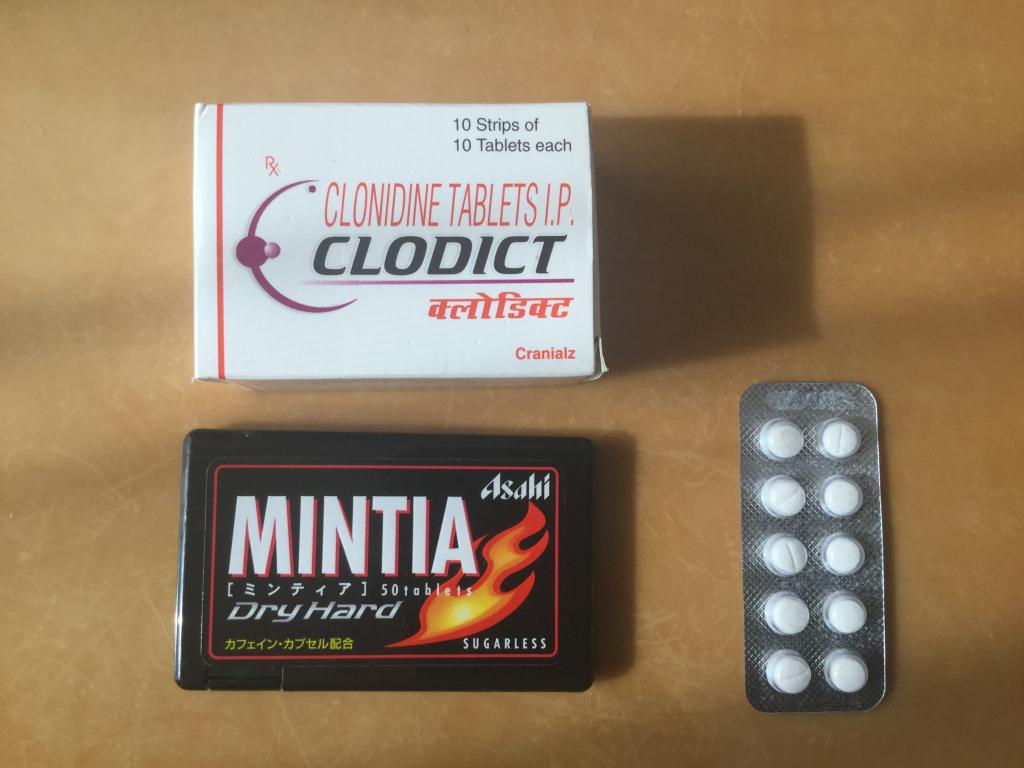 10 Strips of
10 Tablets each
Rx
CLONIDINE TABLETS I.P.
CLODICT
क्लोडिक्ट
Cranialz
Asahi
MINTIA
[ミンティア] 50tablets
Dry Hard
カフェイン・カプセル配合
SUGARLESS